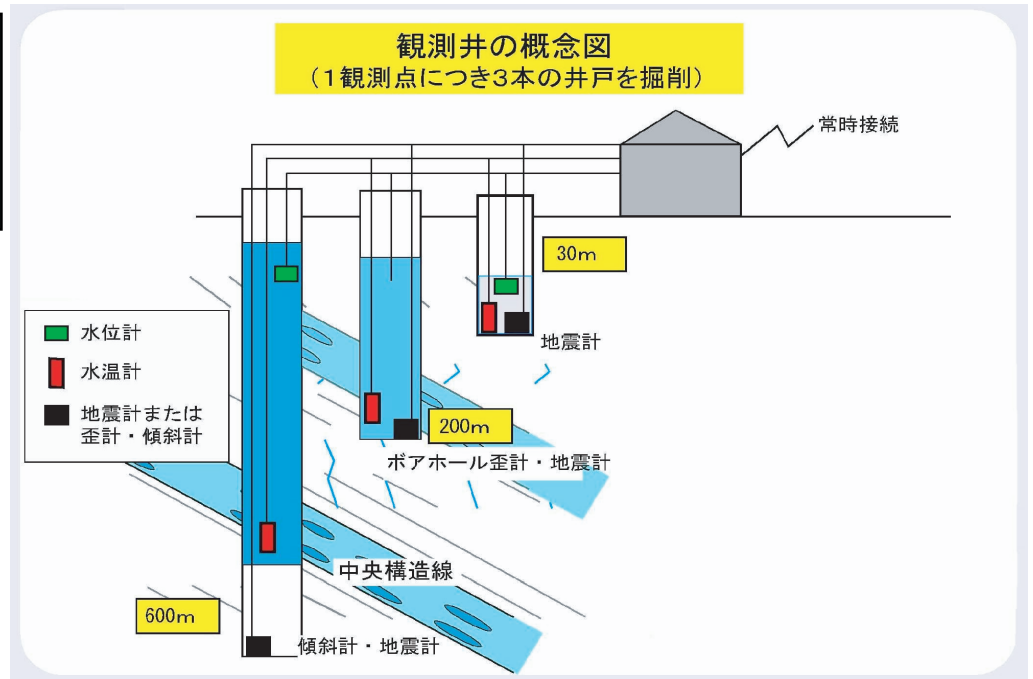 観測井の概念図
(1観測点につき3本の井戸を掘削)
常時接続
30m
地震計
水位計
水温計
地震計または
歪計・傾斜計
200m
ボアホール歪計・地震計
中央構造線
600m
傾斜計・地震計